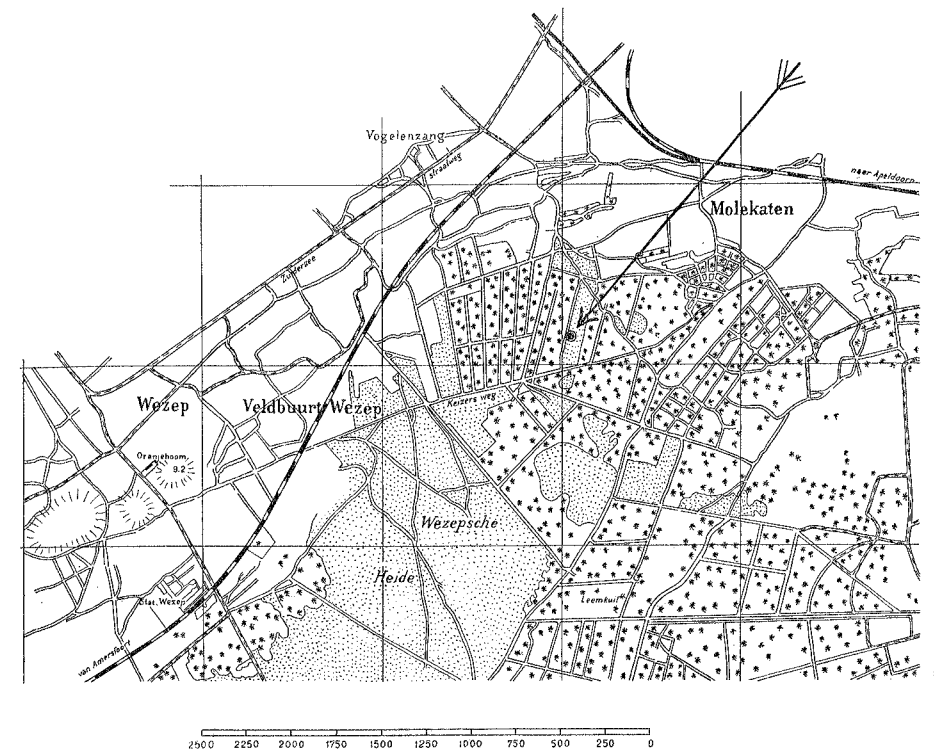 Vogelenzang
straatweg
naar Apeldoorn
Molekaten
Zuiderzee
Wezep
Veldbuurt Wezep
Keizers weg
Oranjeboom
9.2
Wezepsche
Heide
Stat. Wezep
Leemkuil
van Amersfoort
2500 2250 2000 1750 1500 1250 1000 750 500 250 0